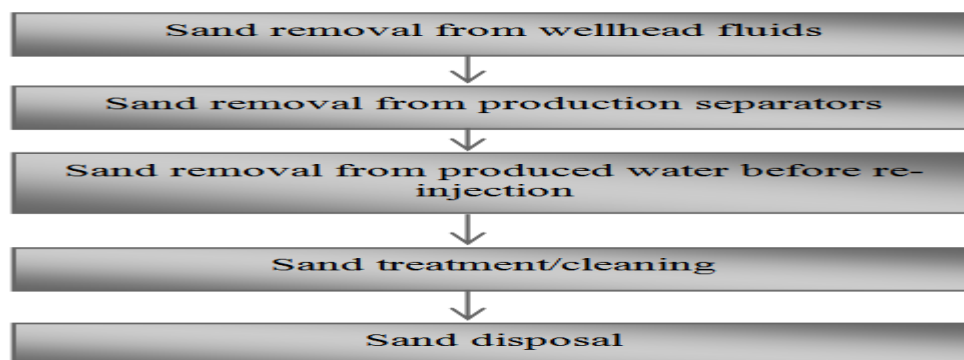 Sand removal from wellhead fluids
Sand removal from production separators
Sand removal from produced water before re-
injection
Sand treatment/cleaning
Sand disposal